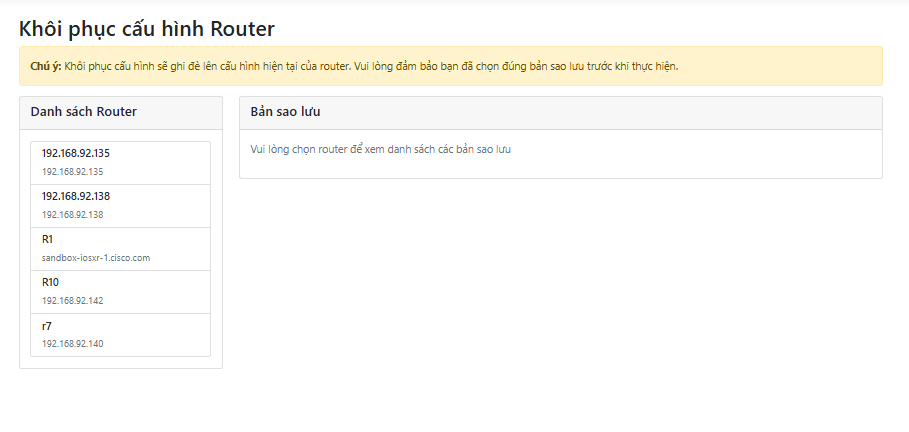 Khôi phục cấu hình Router
Chú ý: Khôi phục cấu hình sẽ ghi đè lên cấu hình hiện tại của router. Vui lòng đảm bảo bạn đã chọn đúng bản sao lưu trước khi thực hiện.
Danh sách Router
192.168.92.135
192.168.92.135
192.168.92.138
192.168.92.138
R1
sandbox-iosxr-1.cisco.com
R10
192.168.92.142
r7
192.168.92.140
Bản sao lưu
Vui lòng chọn router để xem danh sách các bản sao lưu